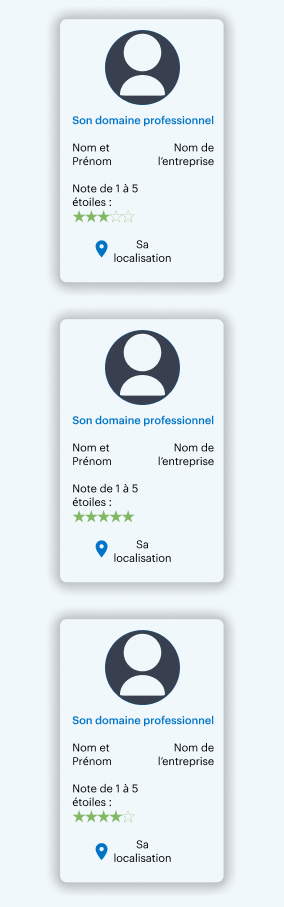 Son domaine professionnel
Nom et Nom de
Prénom l'entreprise
Note de 1 à 5
étoiles :
Sa
localisation
Son domaine professionnel
Nom et Nom de
Prénom l'entreprise
Note de 1 à 5
étoiles :
Sa
localisation
Son domaine professionnel
Nom et Nom de
Prénom l'entreprise
Note de 1 à 5
étoiles :
Sa
localisation